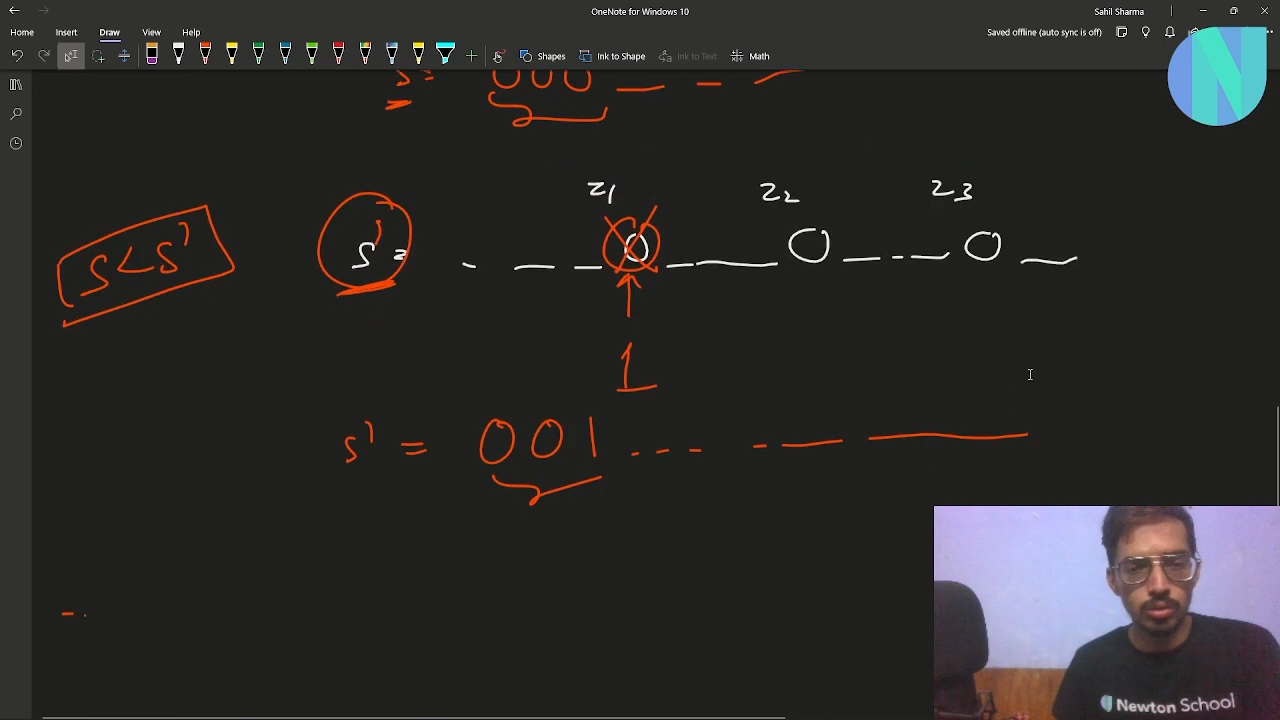 OneNote for Windows 10
Sahil Sharma
Home Insert Draw View Help
Saved offline (auto sync is off)
Shapes Ink to Shape Ink to Text Math
S = 000
z1 z2 z3
S < S'
S' = 0 0 0
1
S' = 001
Newton School